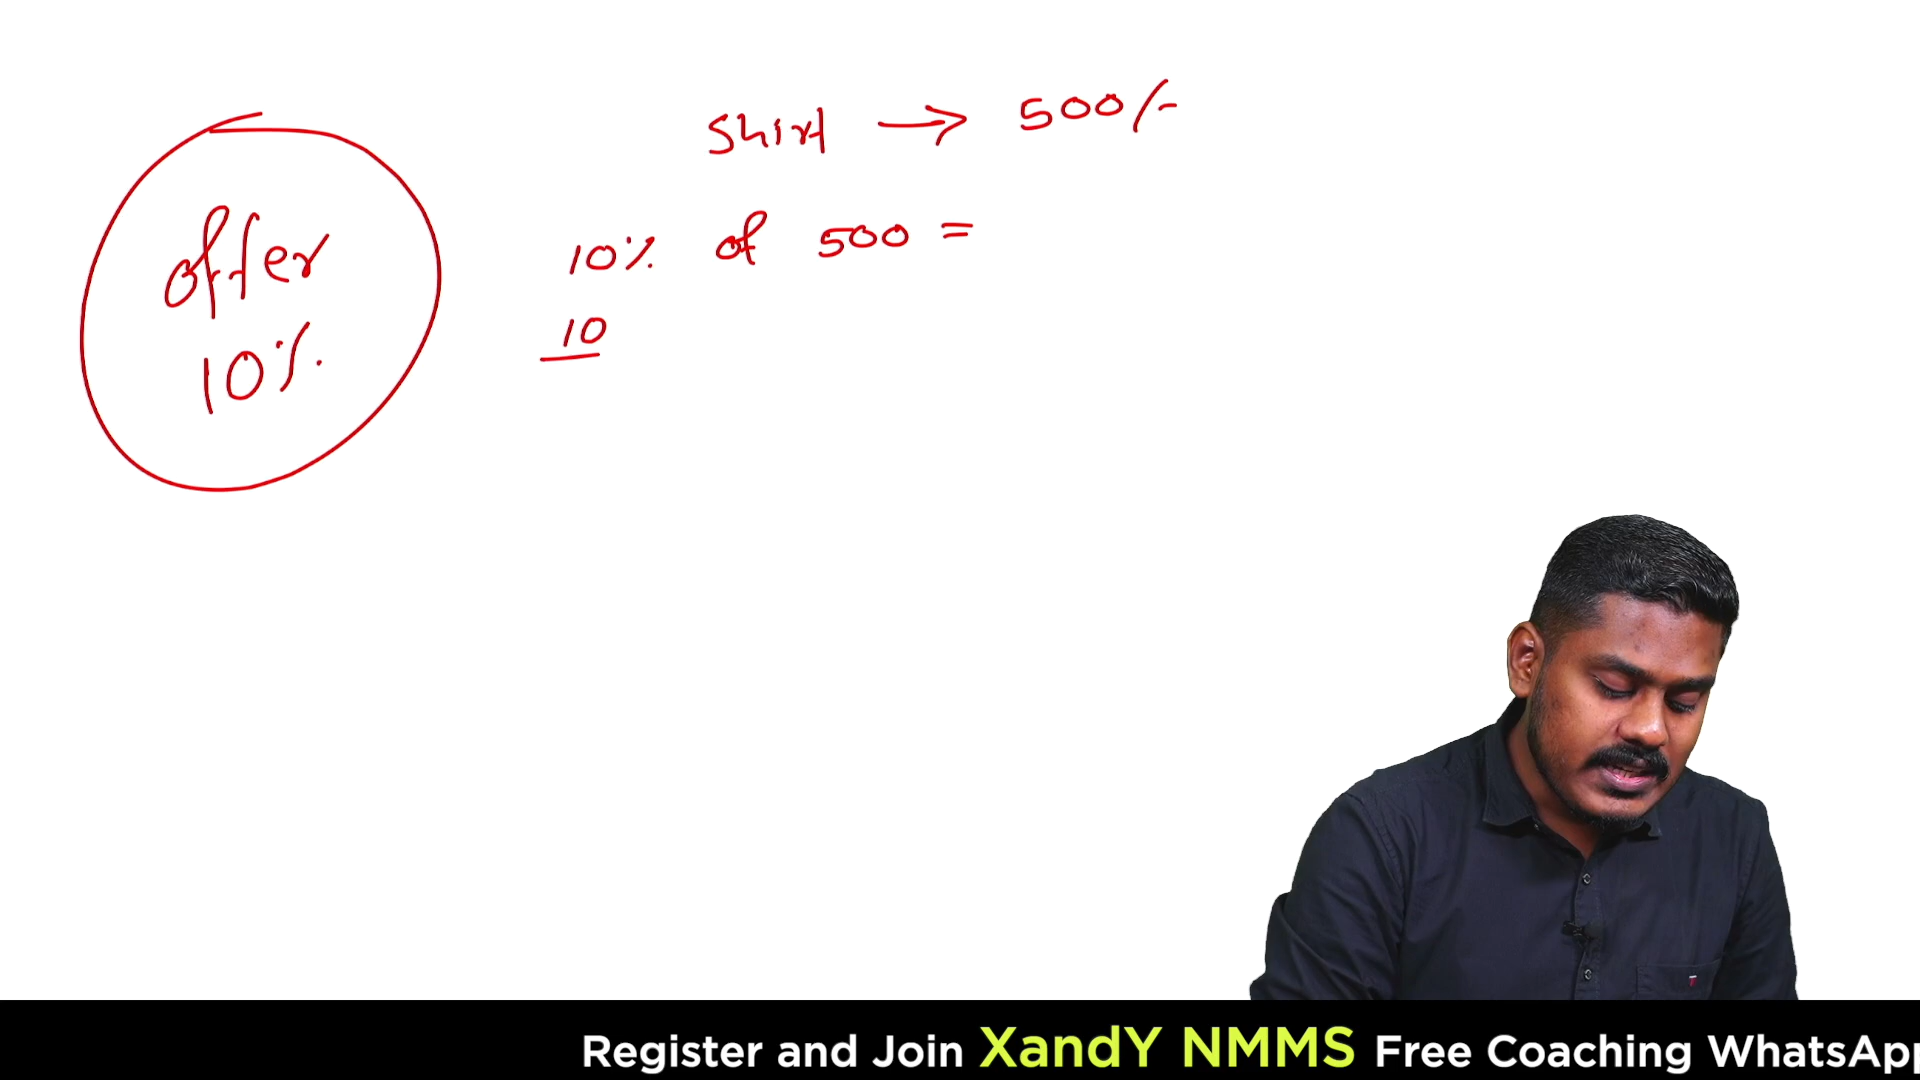 Shirt → 500/-
offer
10%
10% of 500 =
10
Register and Join XandY NMMS Free Coaching WhatsApp